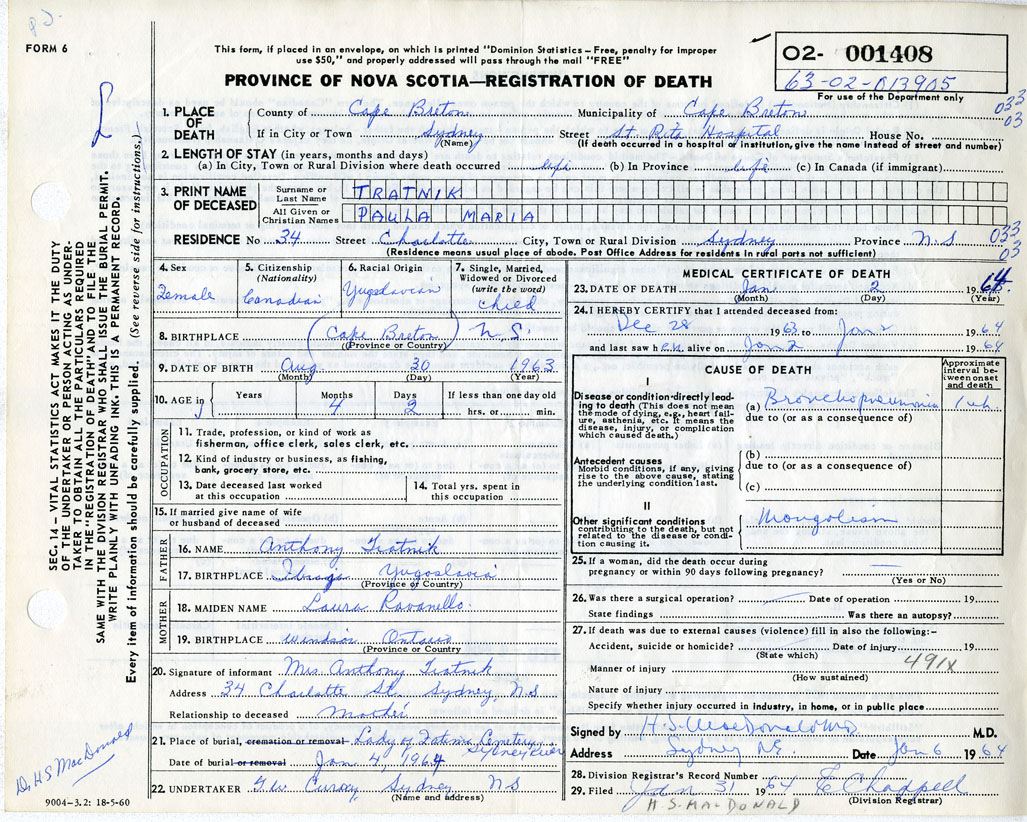 FORM 6
This form, if placed in an envelope, on which is printed "Dominion Statistics—Free, penalty for improper
use $50," and properly addressed will pass through the mail "FREE"
PROVINCE OF NOVA SCOTIA—REGISTRATION OF DEATH
02- 001408
63-02-013905
For use of the Department only
033
03
1. PLACE OF DEATH
County of Cape Breton Municipality of Cape Breton
If in City or Town Sydney Street St Rita Hospital House No.
(Name) (If death occurred in a hospital or institution, give the name instead of street and number)
2. LENGTH OF STAY (in years, months and days)
(a) In City, Town or Rural Division where death occurred life (b) In Province life (c) In Canada (if immigrant)
3. PRINT NAME OF DECEASED
Surname or Last Name TRATNIK
All Given or Christian Names PAULA MARIA
RESIDENCE No. 34 Street Charlotte City, Town or Rural Division Sydney Province N.S
033
03
(Residence means usual place of abode. Post Office Address for residents in rural parts not sufficient)
4. Sex Female
5. Citizenship (Nationality) Canadian
6. Racial Origin Yugoslavian
7. Single, Married, Widowed or Divorced (write the word) child
8. BIRTHPLACE (Cape Breton) N.S.
(Province or Country)
9. DATE OF BIRTH Aug 30 1963
(Month) (Day) (Year)
10. AGE in Years Months 4 Days 2 If less than one day old hrs. or min.
OCCUPATION
11. Trade, profession, or kind of work as fisherman, office clerk, sales clerk, etc.
12. Kind of industry or business, as fishing, bank, grocery store, etc.
13. Date deceased last worked at this occupation
14. Total yrs. spent in this occupation
15. If married give name of wife or husband of deceased
FATHER
16. NAME Anthony Tratnik
17. BIRTHPLACE Yugoslavia
(Province or Country)
MOTHER
18. MAIDEN NAME Laura Ravanello
19. BIRTHPLACE Windsor Ontario
(Province or Country
20. Signature of informant Mrs. Anthony Tratnik
Address 34 Charlotte St. Sydney N.S
Relationship to deceased Mother
21. Place of burial, cremation or removal Lady of Fatima Cemetery
Sydney River
Date of burial or removal Jan 4, 1964
22. UNDERTAKER Sydney N S
(Name and address)
MEDICAL CERTIFICATE OF DEATH
23. DATE OF DEATH Jan 2 1964
(Month) (Day) (Year)
24. I HEREBY CERTIFY that I attended deceased from:
Dec 28 1963 to Jan 2 1964
and last saw her alive on Jan 2 1964
CAUSE OF DEATH
Approximate interval between onset and death
I
Disease or condition directly leading to death (This does not mean the mode of dying, e.g., heart failure, asthenia, etc. It means the disease, injury, or complication which caused death.)
(a) Bronchopneumonia 1 wk
due to (or as a consequence of)
Antecedent causes
Morbid conditions, if any, giving rise to the above cause, stating the underlying condition last.
(b)
due to (or as a consequence of)
(c)
II
Other significant conditions contributing to the death, but not related to the disease or condition causing it.
Mongolism
25. If a woman, did the death occur during pregnancy or within 90 days following pregnancy?
(Yes or No)
26. Was there a surgical operation? Date of operation 19
State findings Was there an autopsy?
27. If death was due to external causes (violence) fill in also the following:—
Accident, suicide or homicide? Date of injury 19
(State which)
491x
Manner of injury
(How sustained)
Nature of injury
Specify whether injury occurred in industry, in home, or in public place
Signed by H.S. MacDonald M.D.
Address Sydney N.S. Date Jan 6 1964
28. Division Registrar's Record Number
29. Filed Jan 31 1964 E Chappell
(Division Registrar)
H.S. MACDONALD
SEC. 14—VITAL STATISTICS ACT MAKES IT THE DUTY
OF THE UNDERTAKER OR PERSON ACTING AS UNDER-
TAKER TO OBTAIN ALL THE PARTICULARS REQUIRED
IN THE "REGISTRATION OF DEATH" AND TO FILE THE
SAME WITH THE DIVISION REGISTRAR WHO SHALL ISSUE THE BURIAL PERMIT.
WRITE PLAINLY WITH UNFADING INK. THIS IS A PERMANENT RECORD.
Every item of information should be carefully supplied. (See reverse side for instructions.)
Dr H S MacDonald
9004—3.2: 18-5-60